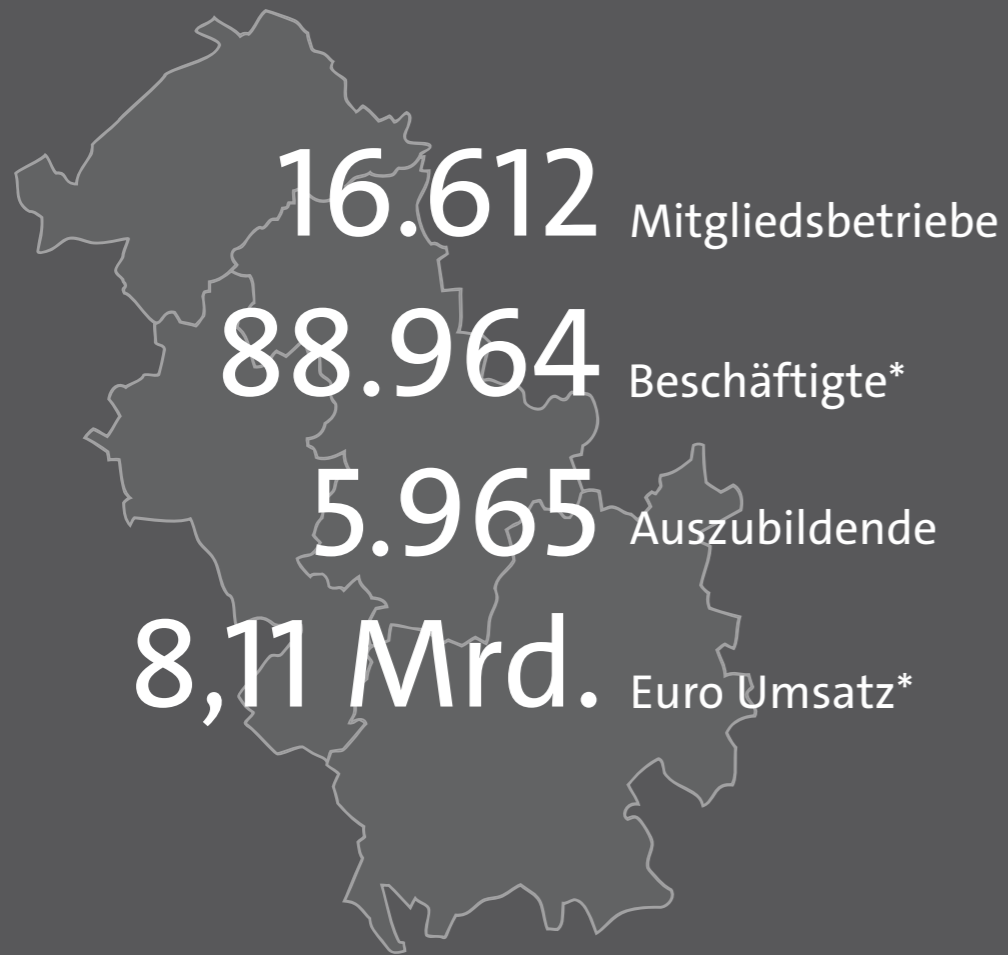 16.612 Mitgliedsbetriebe
88.964 Beschäftigte*
5.965 Auszubildende
8,11 Mrd. Euro Umsatz*